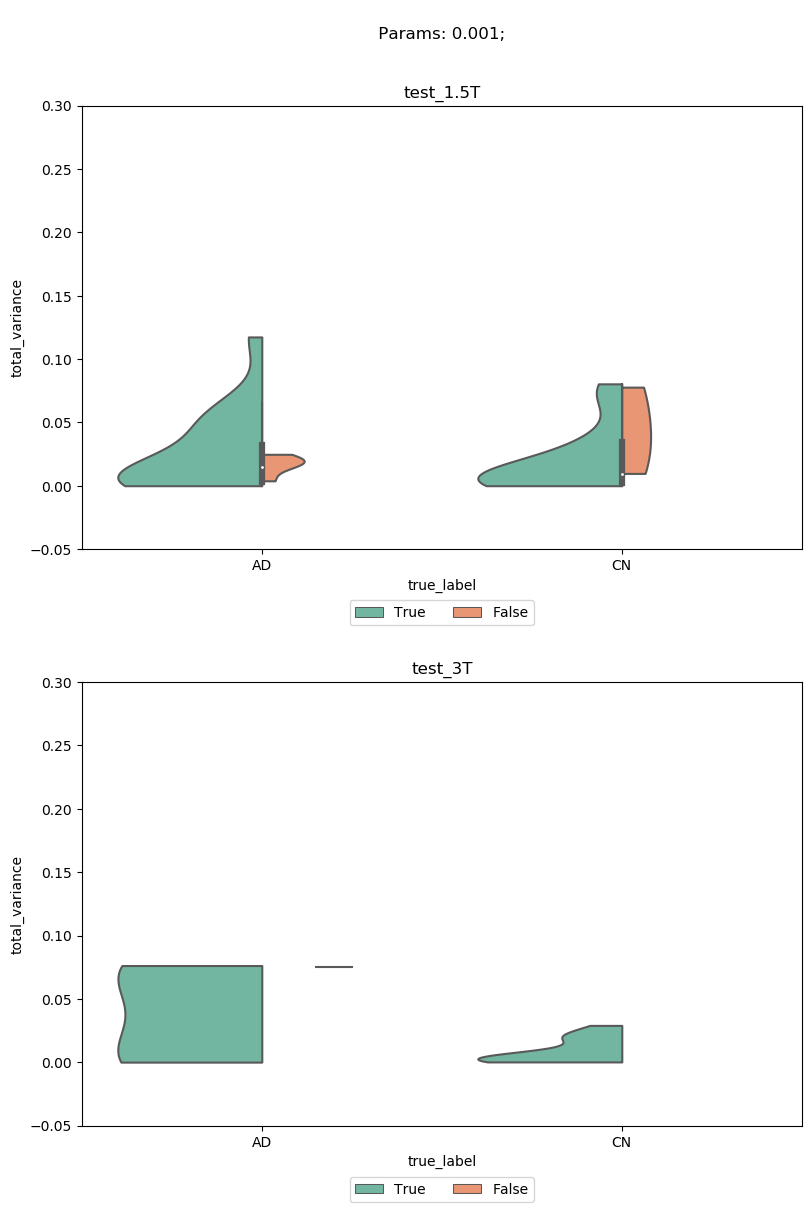 Params: 0.001;
test_1.5T
0.30
0.25
0.20
0.15
0.10
0.05
0.00
−0.05
total_variance
AD CN
true_label
True False
test_3T
0.30
0.25
0.20
0.15
0.10
0.05
0.00
−0.05
total_variance
AD CN
true_label
True False